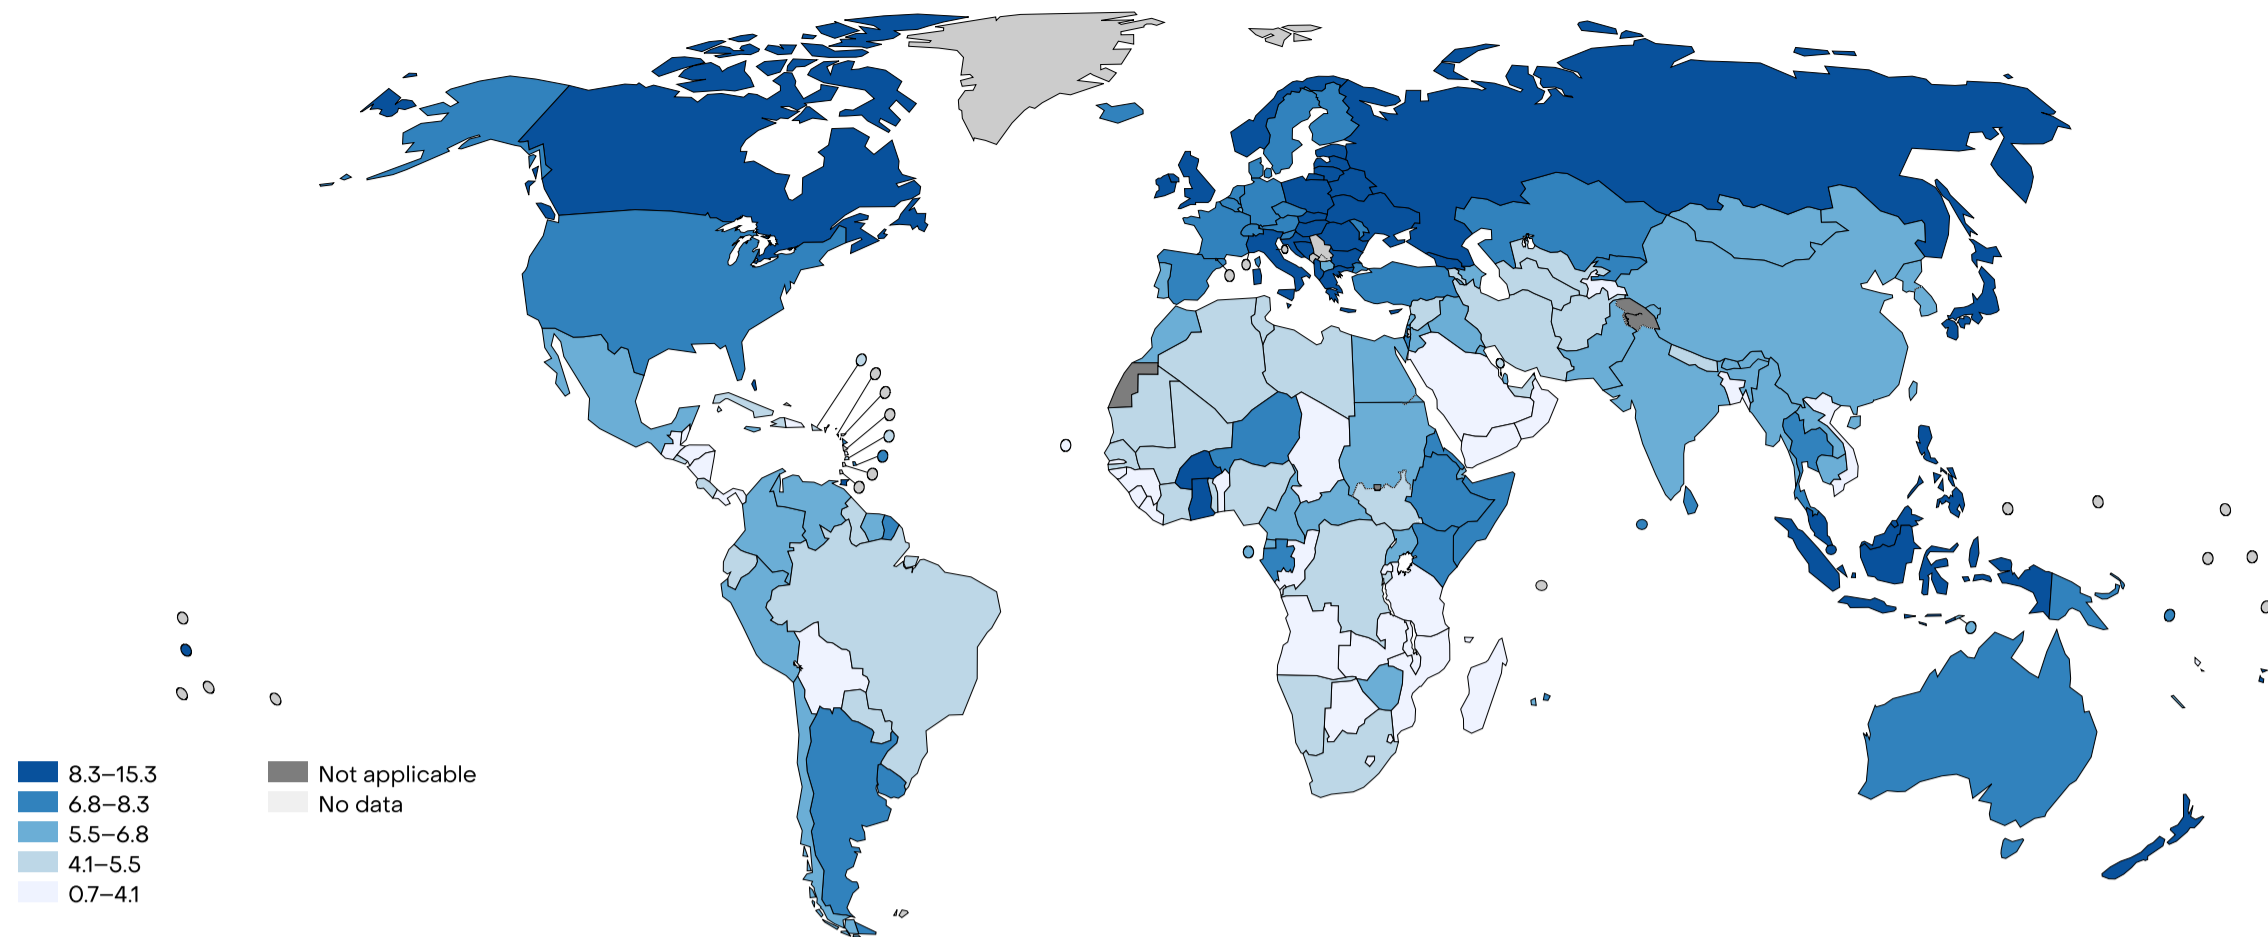 8.3–15.3
6.8–8.3
5.5–6.8
4.1–5.5
0.7–4.1
Not applicable
No data